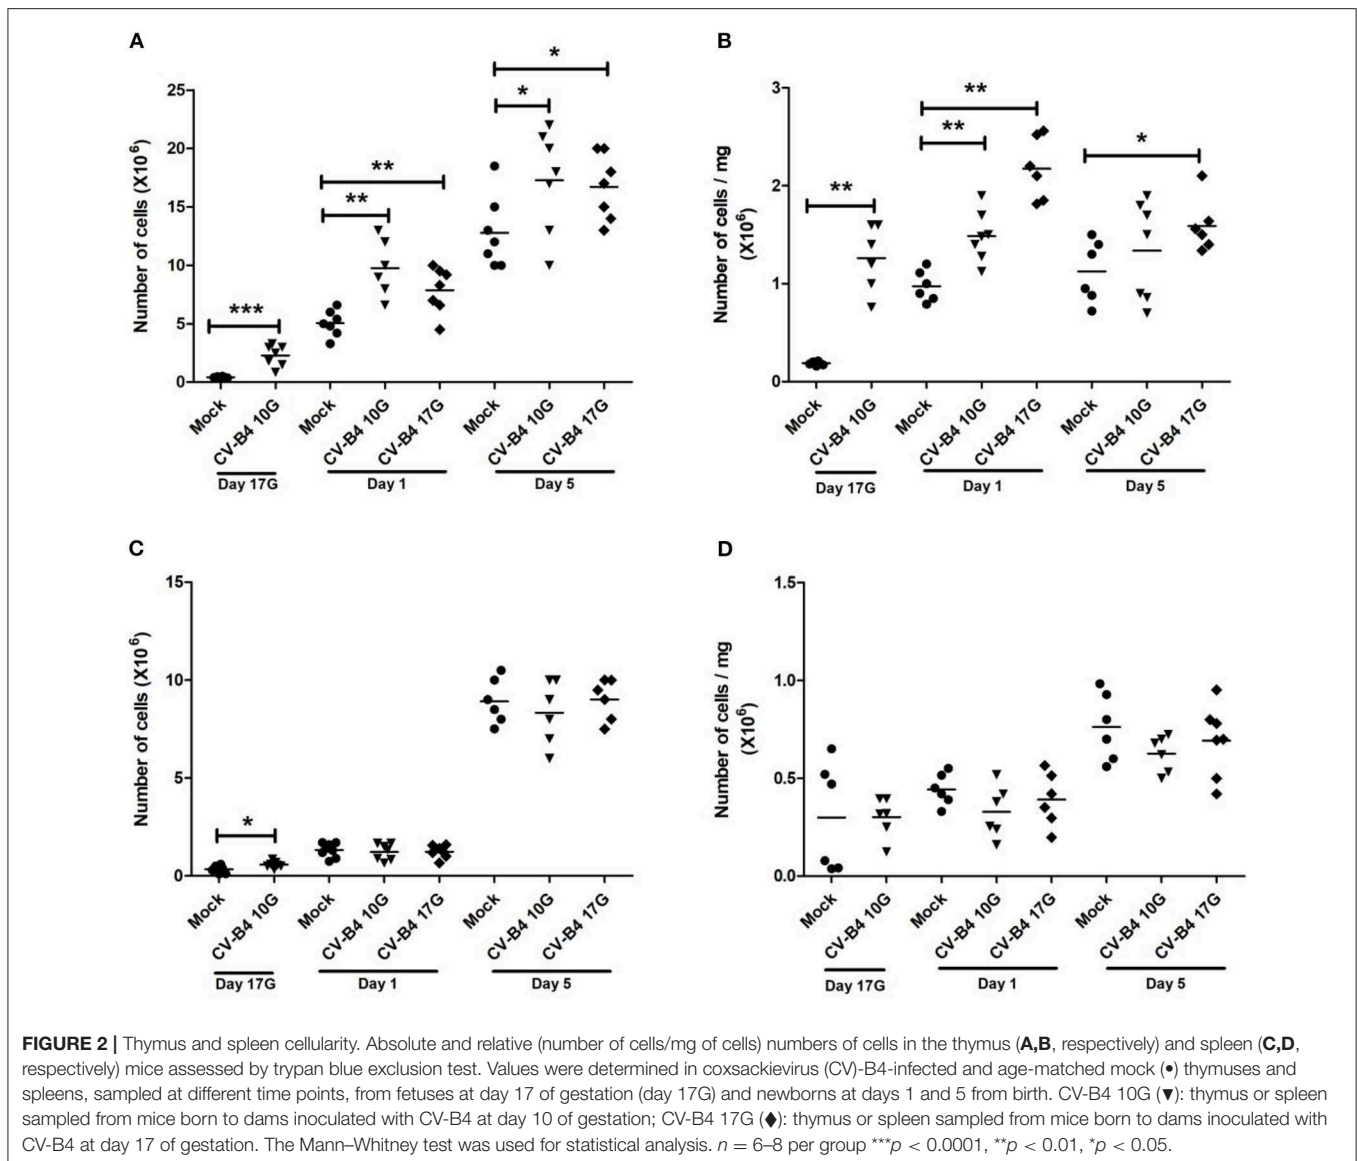 A
*
*
**
**
***
Number of cells (X10⁶)
25
20
15
10
5
0
Mock
CV-B4 10G
Mock
CV-B4 10G
CV-B4 17G
Mock
CV-B4 10G
CV-B4 17G
Day 17G
Day 1
Day 5
B
**
**
*
**
Number of cells / mg
(X10⁶)
3
2
1
0
Mock
CV-B4 10G
Mock
CV-B4 10G
CV-B4 17G
Mock
CV-B4 10G
CV-B4 17G
Day 17G
Day 1
Day 5
C
*
Number of cells (X10⁶)
15
10
5
0
Mock
CV-B4 10G
Mock
CV-B4 10G
CV-B4 17G
Mock
CV-B4 10G
CV-B4 17G
Day 17G
Day 1
Day 5
D
Number of cells / mg
(X10⁶)
1.5
1.0
0.5
0.0
Mock
CV-B4 10G
Mock
CV-B4 10G
CV-B4 17G
Mock
CV-B4 10G
CV-B4 17G
Day 17G
Day 1
Day 5
FIGURE 2 | Thymus and spleen cellularity. Absolute and relative (number of cells/mg of cells) numbers of cells in the thymus (A,B, respectively) and spleen (C,D,
respectively) mice assessed by trypan blue exclusion test. Values were determined in coxsackievirus (CV)-B4-infected and age-matched mock (•) thymuses and
spleens, sampled at different time points, from fetuses at day 17 of gestation (day 17G) and newborns at days 1 and 5 from birth. CV-B4 10G (▼): thymus or spleen
sampled from mice born to dams inoculated with CV-B4 at day 10 of gestation; CV-B4 17G (♦): thymus or spleen sampled from mice born to dams inoculated with
CV-B4 at day 17 of gestation. The Mann–Whitney test was used for statistical analysis. n = 6–8 per group ***p < 0.0001, **p < 0.01, *p < 0.05.